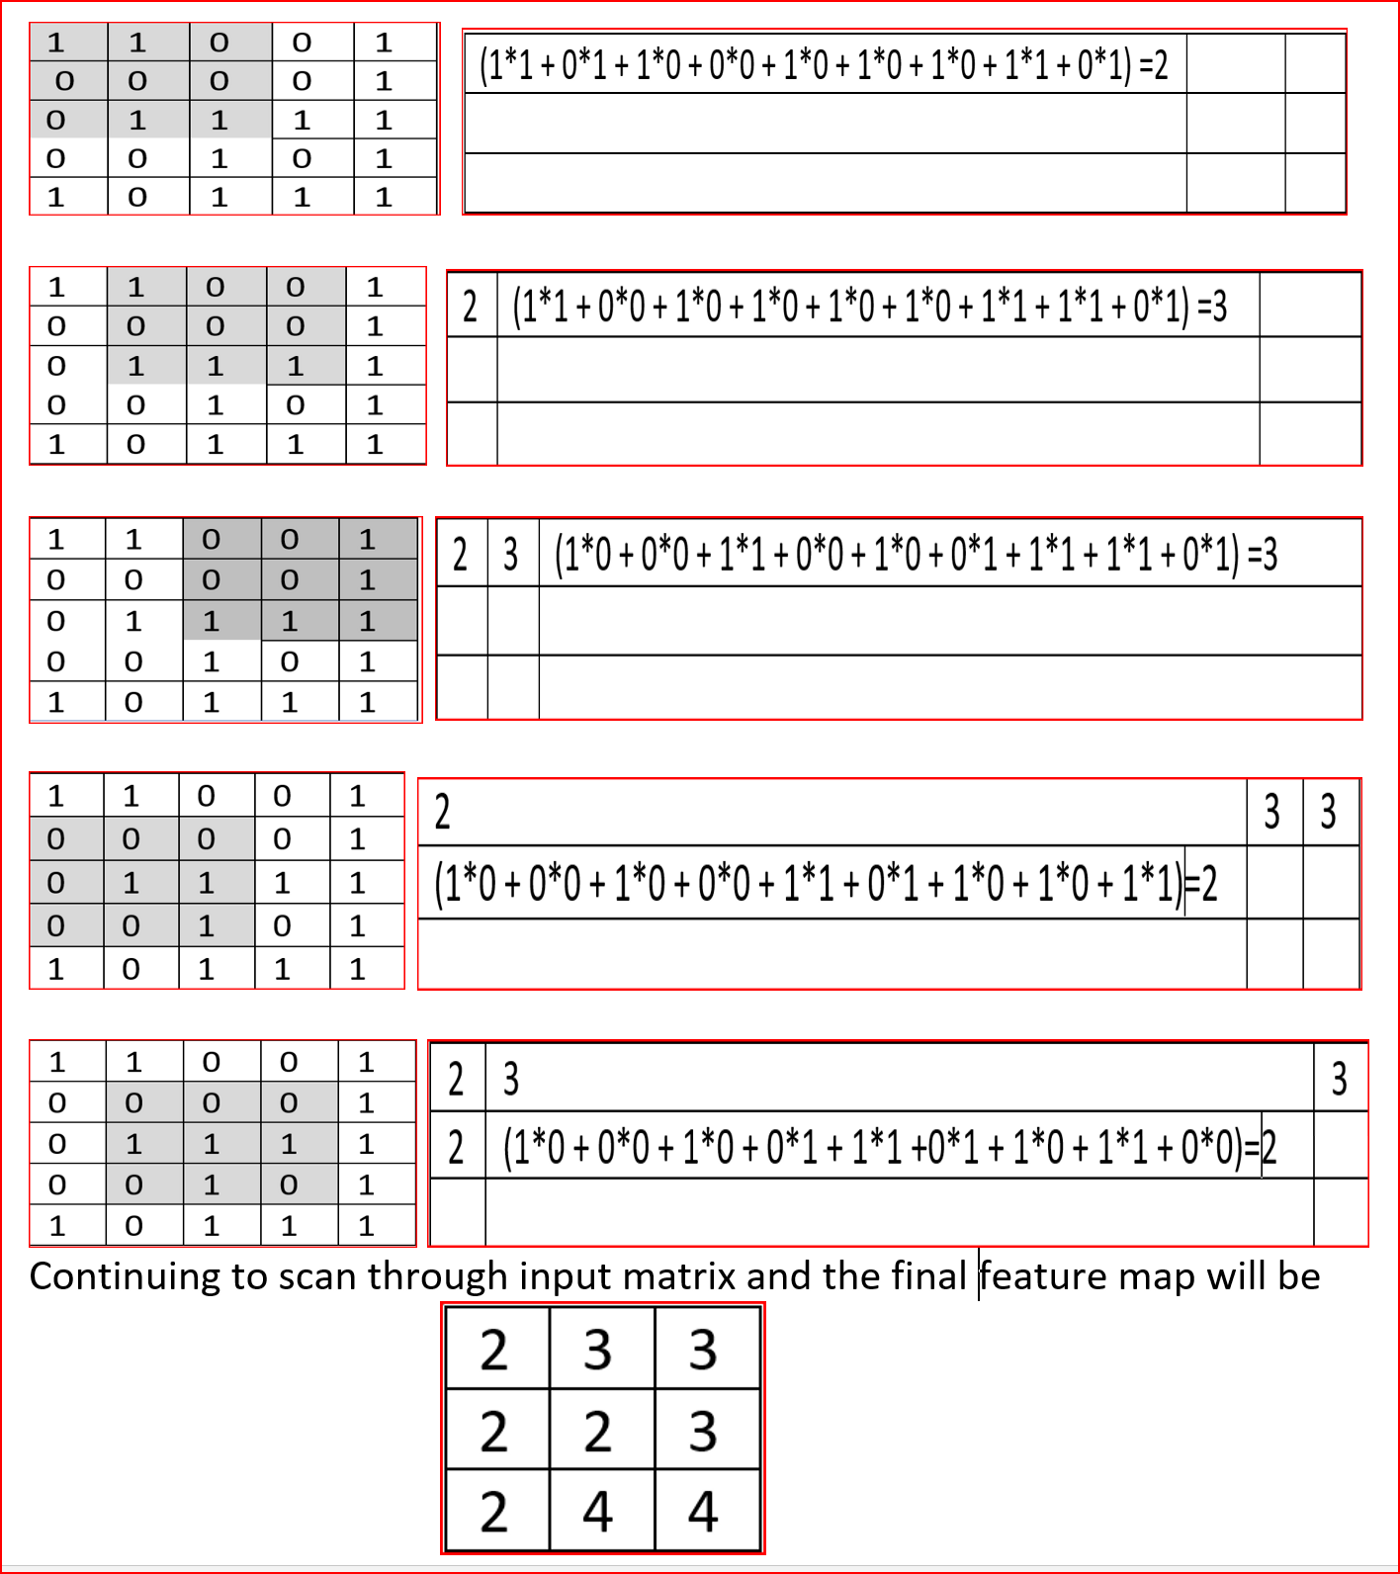 1 1 0 0 1
0 0 0 0 1
0 1 1 1 1
0 0 1 0 1
1 0 1 1 1
(1*1 + 0*1 + 1*0 + 0*0 + 1*0 + 1*0 + 1*0 + 1*1 + 0*1) =2
1 1 0 0 1
0 0 0 0 1
0 1 1 1 1
0 0 1 0 1
1 0 1 1 1
2 (1*1 + 0*0 + 1*0 + 1*0 + 1*0 + 1*0 + 1*1 + 1*1 + 0*1) =3
1 1 0 0 1
0 0 0 0 1
0 1 1 1 1
0 0 1 0 1
1 0 1 1 1
2 3 (1*0 + 0*0 + 1*1 + 0*0 + 1*0 + 0*1 + 1*1 + 1*1 + 0*1) =3
1 1 0 0 1
0 0 0 0 1
0 1 1 1 1
0 0 1 0 1
1 0 1 1 1
2 3 3
(1*0 + 0*0 + 1*0 + 0*0 + 1*1 + 0*1 + 1*0 + 1*0 + 1*1)=2
1 1 0 0 1
0 0 0 0 1
0 1 1 1 1
0 0 1 0 1
1 0 1 1 1
2 3 3
2 (1*0 + 0*0 + 1*0 + 0*1 + 1*1 +0*1 + 1*0 + 1*1 + 0*0)=2
Continuing to scan through input matrix and the final feature map will be
2 3 3
2 2 3
2 4 4